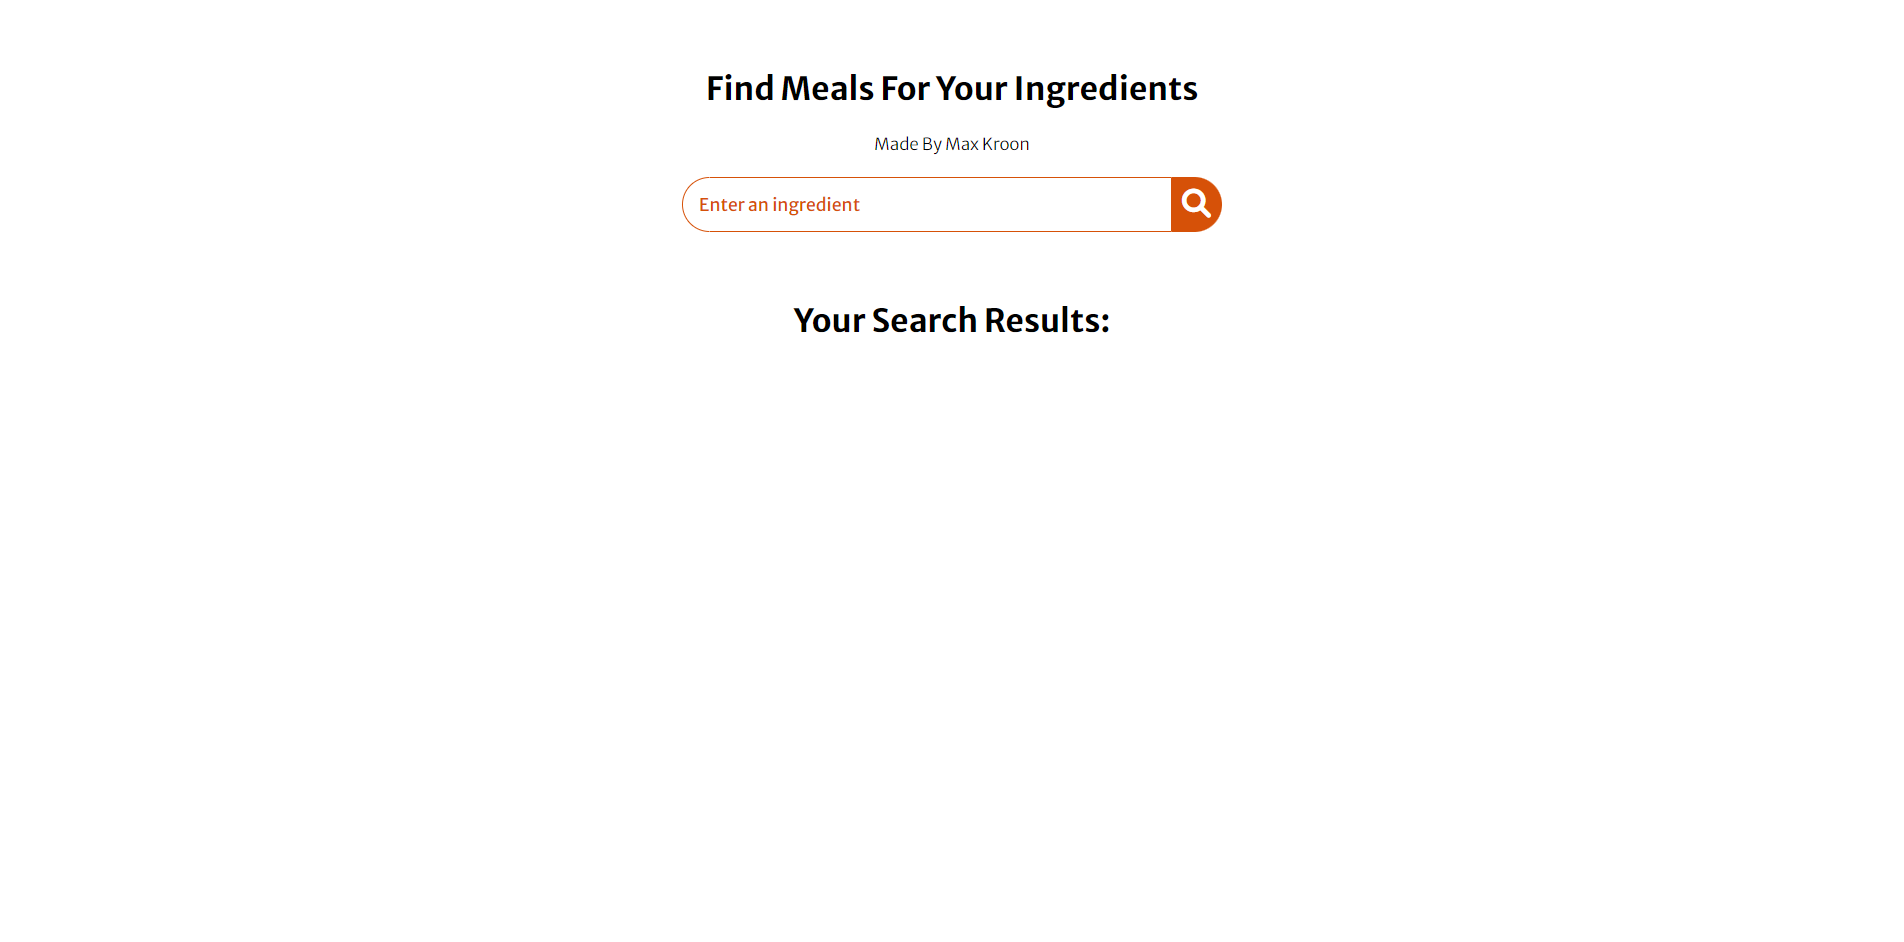 Find Meals For Your Ingredients
Made By Max Kroon
Enter an ingredient
Your Search Results: